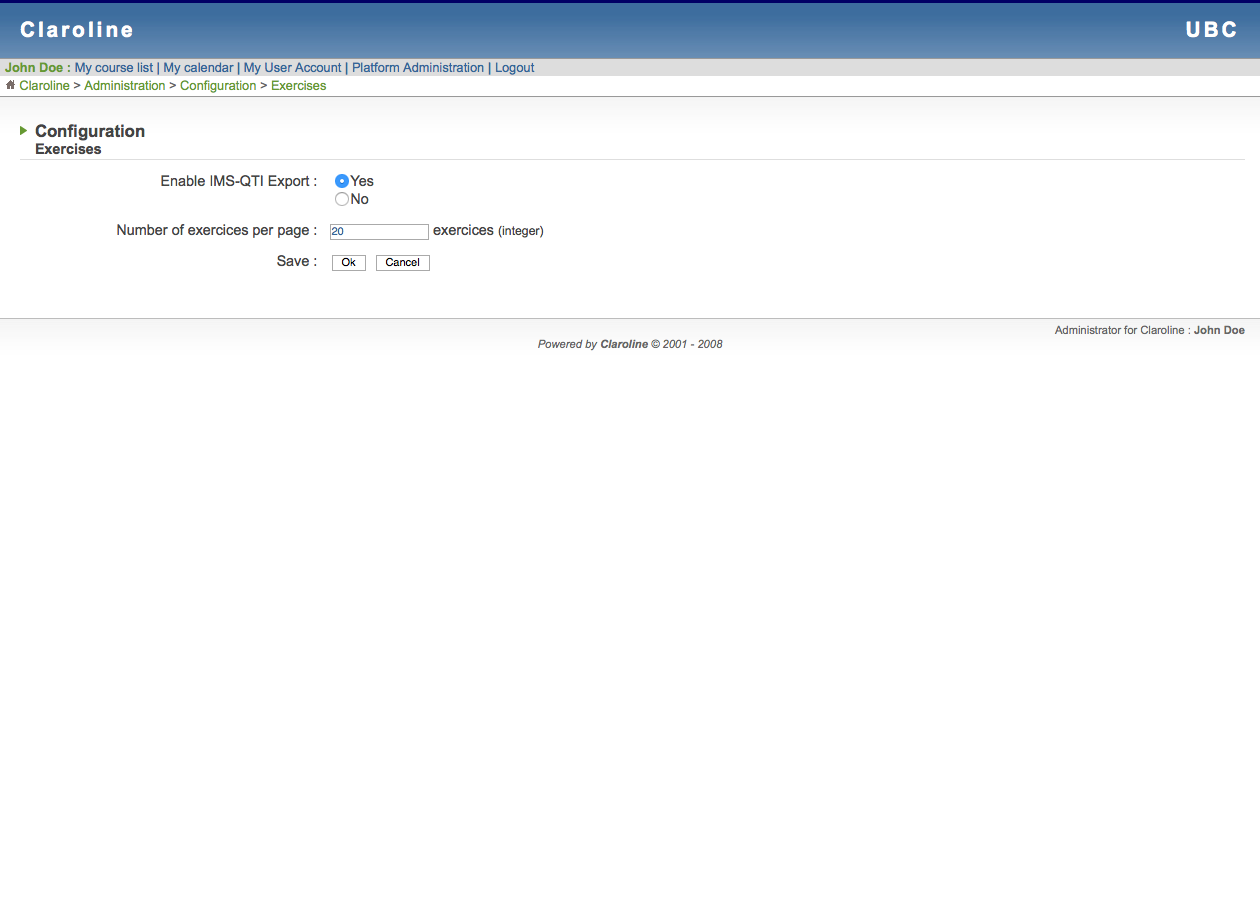 Claroline UBC
John Doe : My course list | My calendar | My User Account | Platform Administration | Logout
Claroline > Administration > Configuration > Exercises
Configuration
Exercises
Enable IMS-QTI Export : Yes
No
Number of exercices per page : 20 exercices (integer)
Save : Ok Cancel
Administrator for Claroline : John Doe
Powered by Claroline © 2001 - 2008